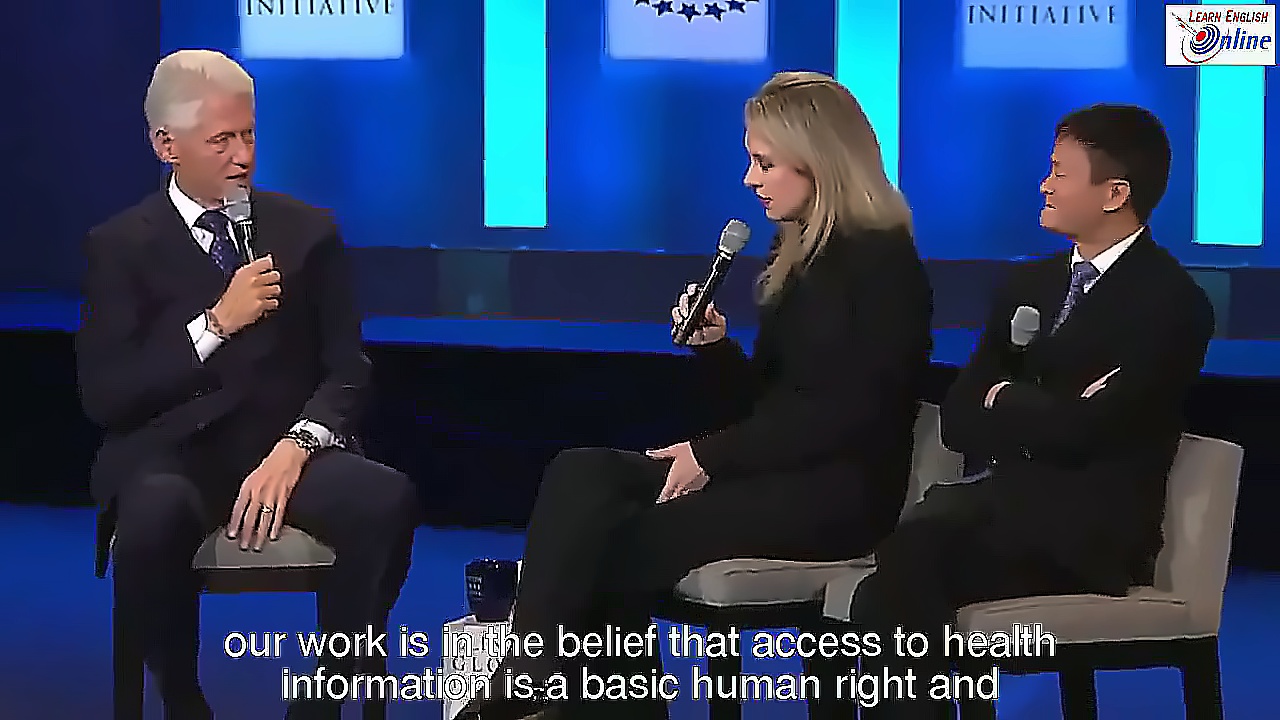 INITIATIVE
INITIATIVE
LEARN ENGLISH
Online
GLO
our work is in the belief that access to health
information is a basic human right and